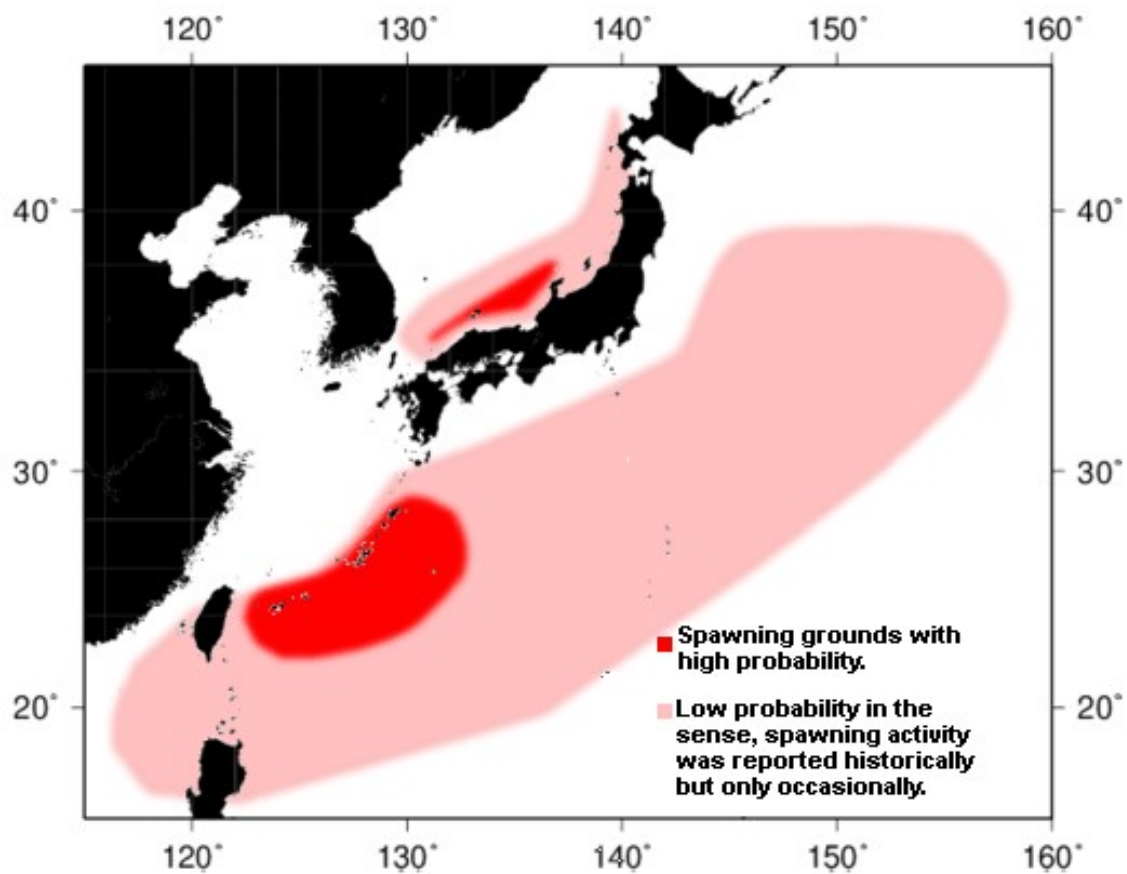 120° 130° 140° 150° 160°
40° 40°
30° 30°
Spawning grounds with
high probability.
20° 20°
Low probability in the
sense, spawning activity
was reported historically
but only occasionally.
120° 130° 140° 150° 160°